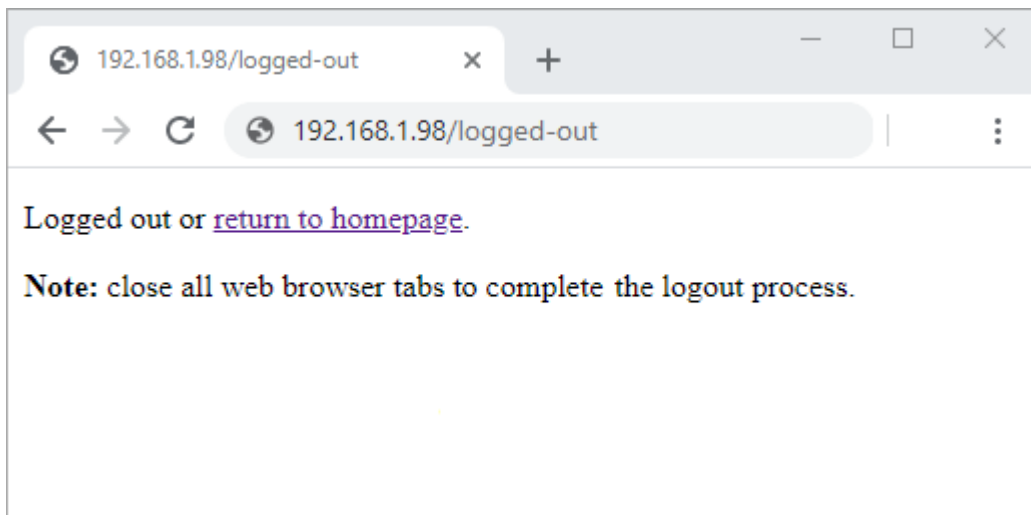 192.168.1.98/logged-out
192.168.1.98/logged-out
Logged out or return to homepage.
Note: close all web browser tabs to complete the logout process.